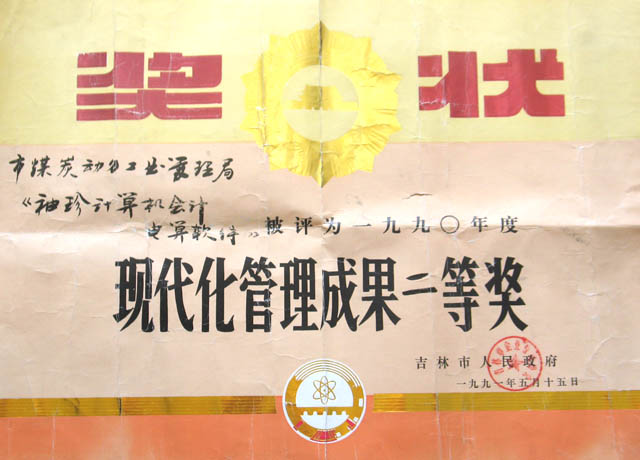 奖状
市煤炭动力工业管理局
《袖珍计算机会计
电算软件》被评为一九九〇年度
现代化管理成果二等奖
吉林市人民政府
一九九一年五月十五日